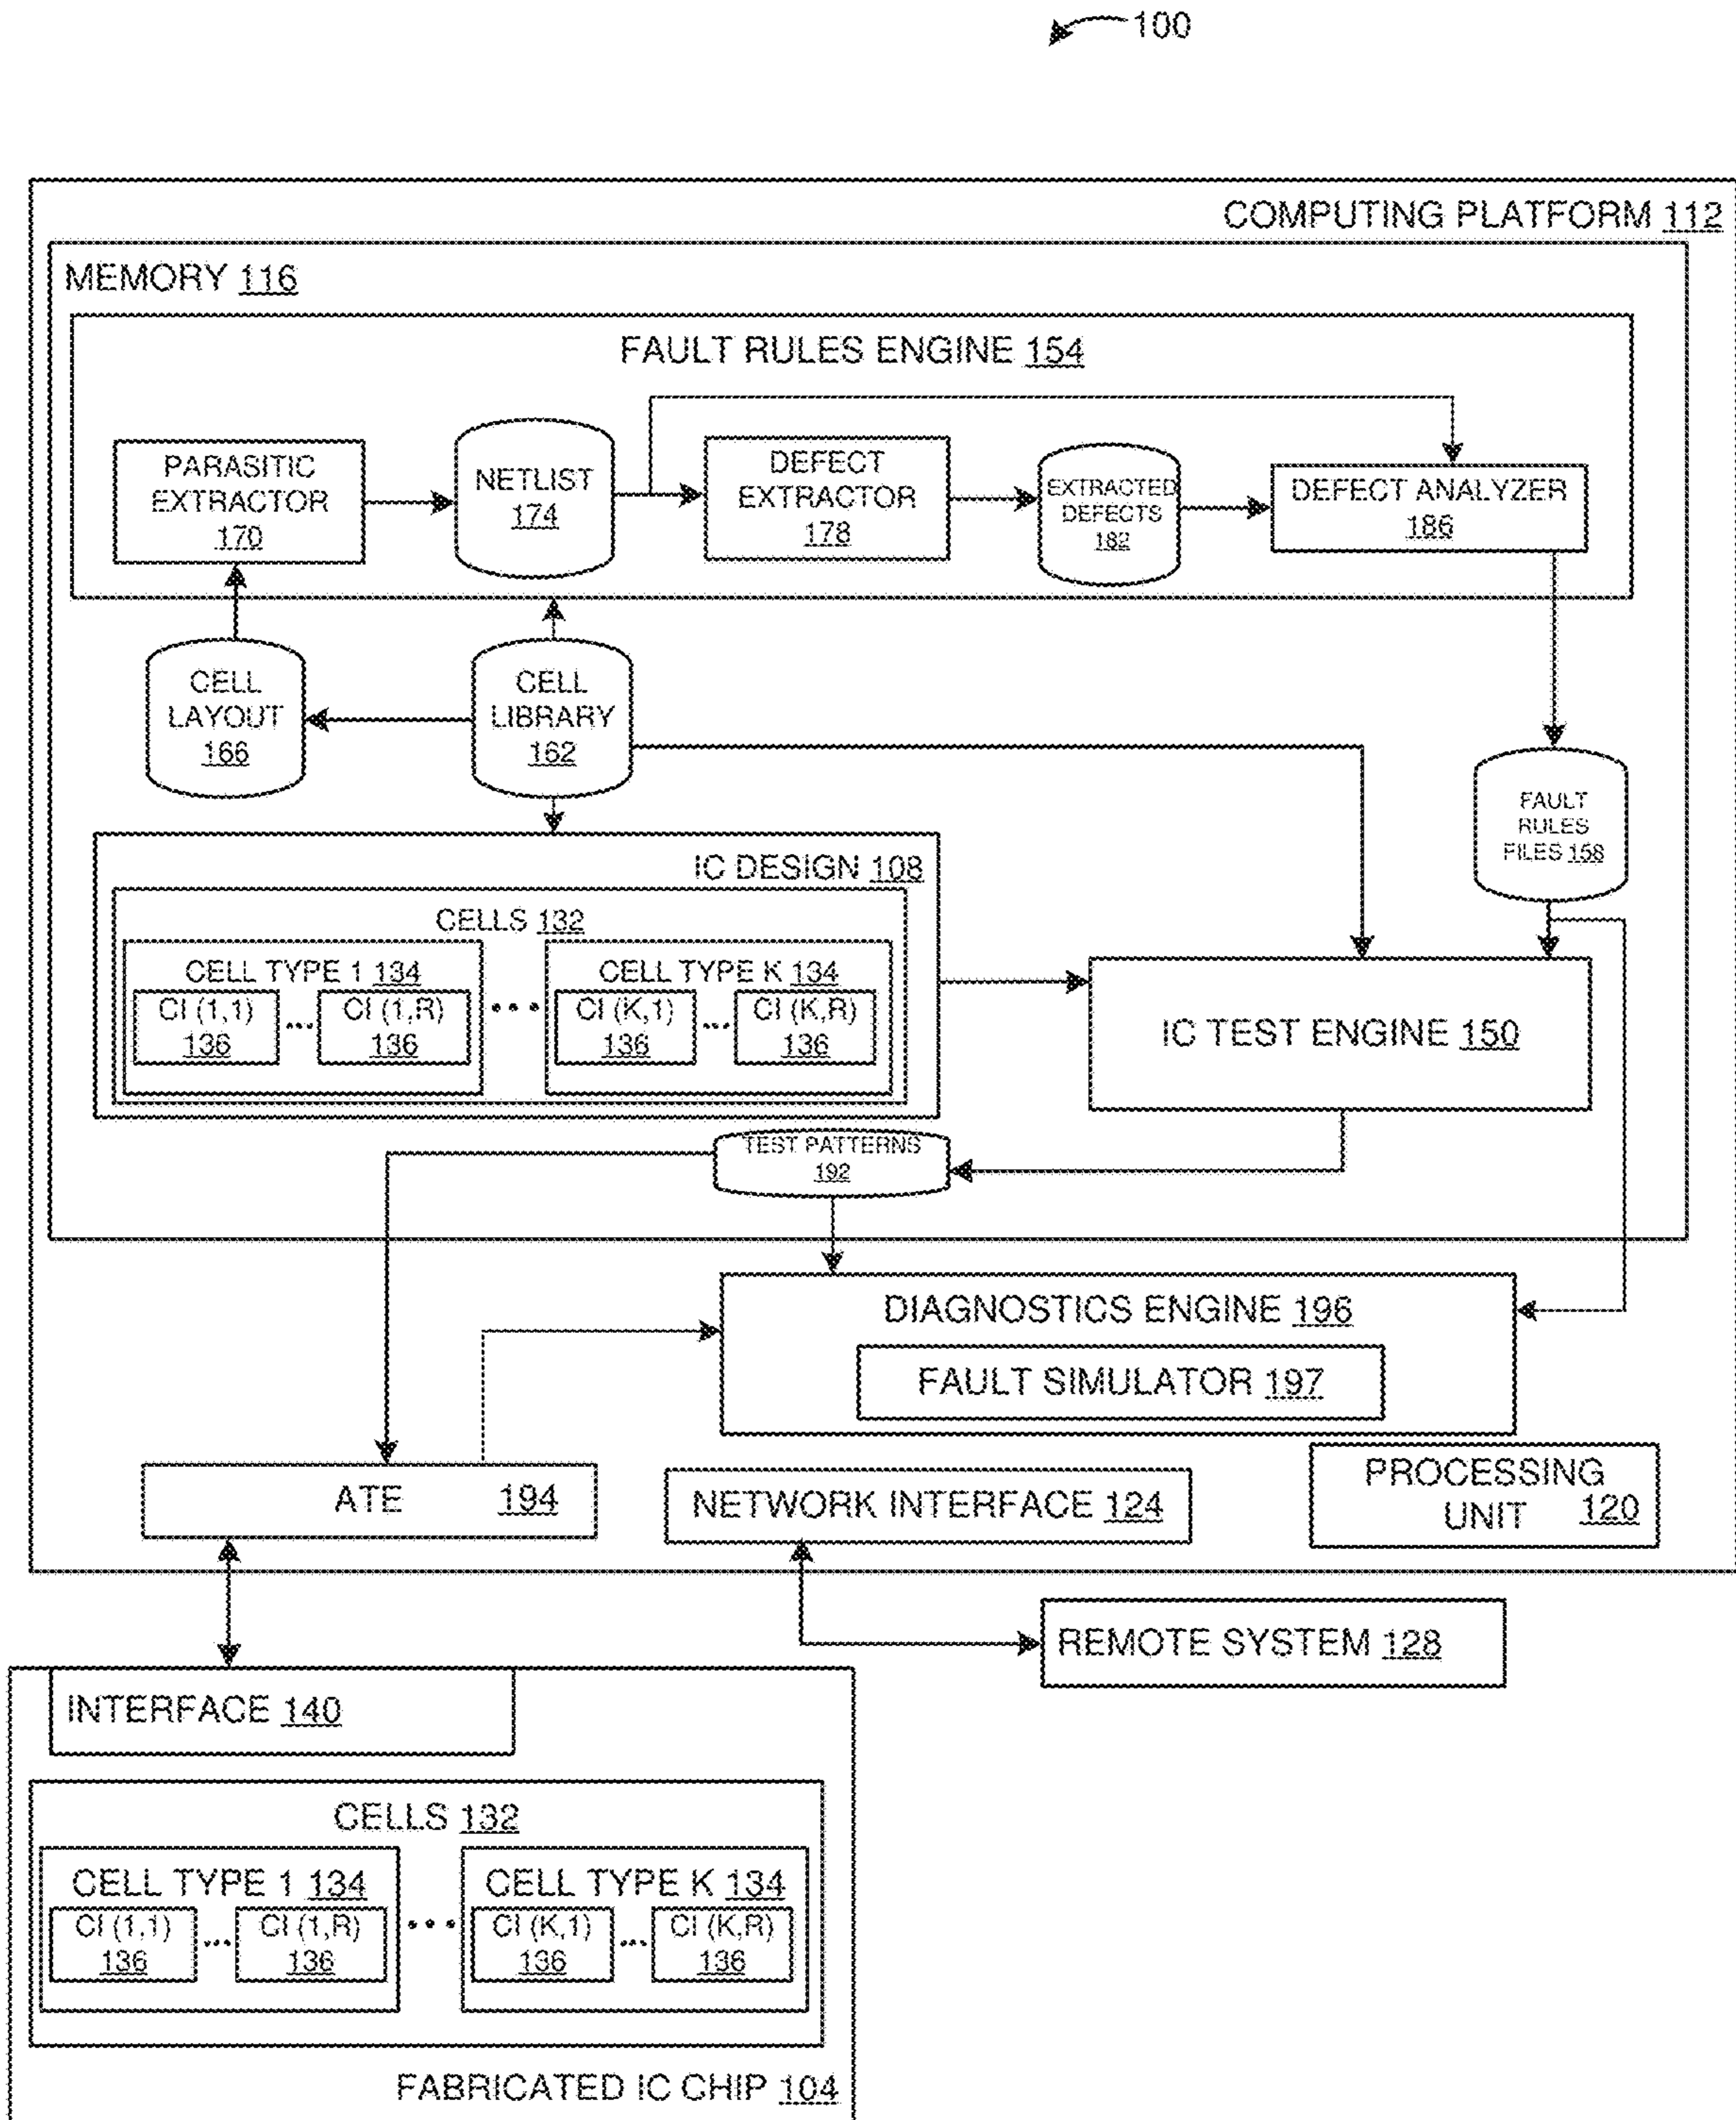 100
COMPUTING PLATFORM 112
MEMORY 116
FAULT RULES ENGINE 154
PARASITIC
EXTRACTOR
170
NETLIST
174
DEFECT
EXTRACTOR
178
EXTRACTED
DEFECTS
182
DEFECT ANALYZER
186
CELL
LAYOUT
166
CELL
LIBRARY
162
FAULT
RULES
FILES 158
IC DESIGN 108
CELLS 132
CELL TYPE 1 134
CI (1,1)
136
...
CI (1,R)
136
...
CELL TYPE K 134
CI (K,1)
136
...
CI (K,R)
136
IC TEST ENGINE 150
TEST PATTERNS
192
DIAGNOSTICS ENGINE 196
FAULT SIMULATOR 197
ATE 194
NETWORK INTERFACE 124
PROCESSING
UNIT 120
REMOTE SYSTEM 128
INTERFACE 140
CELLS 132
CELL TYPE 1 134
CI (1,1)
136
...
CI (1,R)
136
...
CELL TYPE K 134
CI (K,1)
136
...
CI (K,R)
136
FABRICATED IC CHIP 104